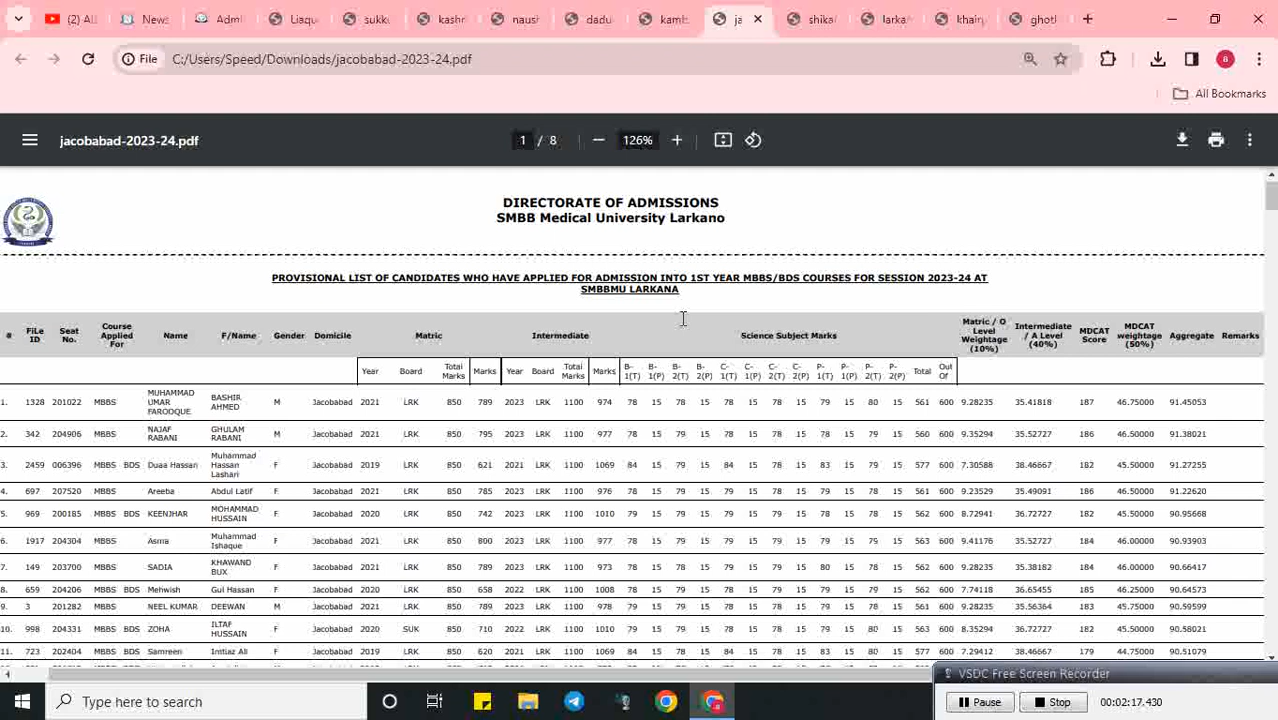 (2) Al News Adml Liaqu sukk kashr naush dadu kamb ja shika larka khairp ghotl
File C:/Users/Speed/Downloads/jacobabad-2023-24.pdf
All Bookmarks
jacobabad-2023-24.pdf 1 / 8 126%
DIRECTORATE OF ADMISSIONS
SMBB Medical University Larkano
PROVISIONAL LIST OF CANDIDATES WHO HAVE APPLIED FOR ADMISSION INTO 1ST YEAR MBBS/BDS COURSES FOR SESSION 2023-24 AT
SMBBMU LARKANA
# FiLe ID Seat No. Course Applied For Name F/Name Gender Domicile Matric Intermediate Science Subject Marks Matric / O Level Weightage (10%) Intermediate / A Level (40%) MDCAT Score MDCAT weightage (50%) Aggregate Remarks
Year Board Total Marks Marks Year Board Total Marks Marks B-1(T) B-1(P) B-2(T) B-2(P) C-1(T) C-1(P) C-2(T) C-2(P) P-1(T) P-1(P) P-2(T) P-2(P) Total Out Of
1. 1328 201022 MBBS MUHAMMAD UMAR FAROOQUE BASHIR AHMED M Jacobabad 2021 LRK 850 789 2023 LRK 1100 974 78 15 78 15 78 15 78 15 79 15 80 15 561 600 9.28235 35.41818 187 46.75000 91.45053
2. 342 204906 MBBS NAJAF RABANI GHULAM RABANI M Jacobabad 2021 LRK 850 795 2023 LRK 1100 977 78 15 79 15 78 15 78 15 78 15 79 15 560 600 9.35294 35.52727 186 46.50000 91.38021
3. 2459 006396 MBBS BDS Duaa Hassan Muhammad Hassan Lashari F Jacobabad 2019 LRK 850 621 2021 LRK 1100 1069 84 15 79 15 84 15 78 15 83 15 79 15 577 600 7.30588 38.46667 182 45.50000 91.27255
4. 697 207520 MBBS Areeba Abdul Latif F Jacobabad 2021 LRK 850 785 2023 LRK 1100 976 78 15 79 15 78 15 79 15 79 15 78 15 561 600 9.23529 35.49091 186 46.50000 91.22620
5. 969 200185 MBBS BDS KEENJHAR MOHAMMAD HUSSAIN F Jacobabad 2020 LRK 850 742 2023 LRK 1100 1010 79 15 79 15 79 15 79 15 78 15 78 15 562 600 8.72941 36.72727 182 45.50000 90.95668
6. 1917 204304 MBBS Asma Muhammad Ishaque F Jacobabad 2021 LRK 850 800 2023 LRK 1100 977 79 15 79 15 78 15 79 15 79 15 79 15 563 600 9.41176 35.52727 184 46.00000 90.93903
7. 149 203700 MBBS SADIA KHAWAND BUX F Jacobabad 2021 LRK 850 789 2023 LRK 1100 973 78 15 79 15 78 15 79 15 80 15 78 15 562 600 9.28235 35.38182 184 46.00000 90.66417
8. 659 204206 MBBS BDS Mehwish Gul Hassan F Jacobabad 2020 LRK 850 658 2022 LRK 1100 1008 78 15 79 15 78 15 79 15 79 15 79 15 562 600 7.74118 36.65455 185 46.25000 90.64573
9. 3 201282 MBBS NEEL KUMAR DEEWAN M Jacobabad 2021 LRK 850 789 2023 LRK 1100 978 79 15 79 15 78 15 78 15 79 15 78 15 561 600 9.28235 35.56364 183 45.75000 90.59599
10. 998 204331 MBBS BDS ZOHA ILTAF HUSSAIN F Jacobabad 2020 SUK 850 710 2022 LRK 1100 1010 79 15 79 15 78 15 78 15 79 15 80 15 563 600 8.35294 36.72727 182 45.50000 90.58021
11. 723 202404 MBBS BDS Samreen Imtiaz Ali F Jacobabad 2019 LRK 850 620 2021 LRK 1100 1069 84 15 78 15 84 15 78 15 83 15 80 15 577 600 7.29412 38.46667 179 44.75000 90.51079
VSDC Free Screen Recorder
Pause Stop 00:02:17.430
Type here to search